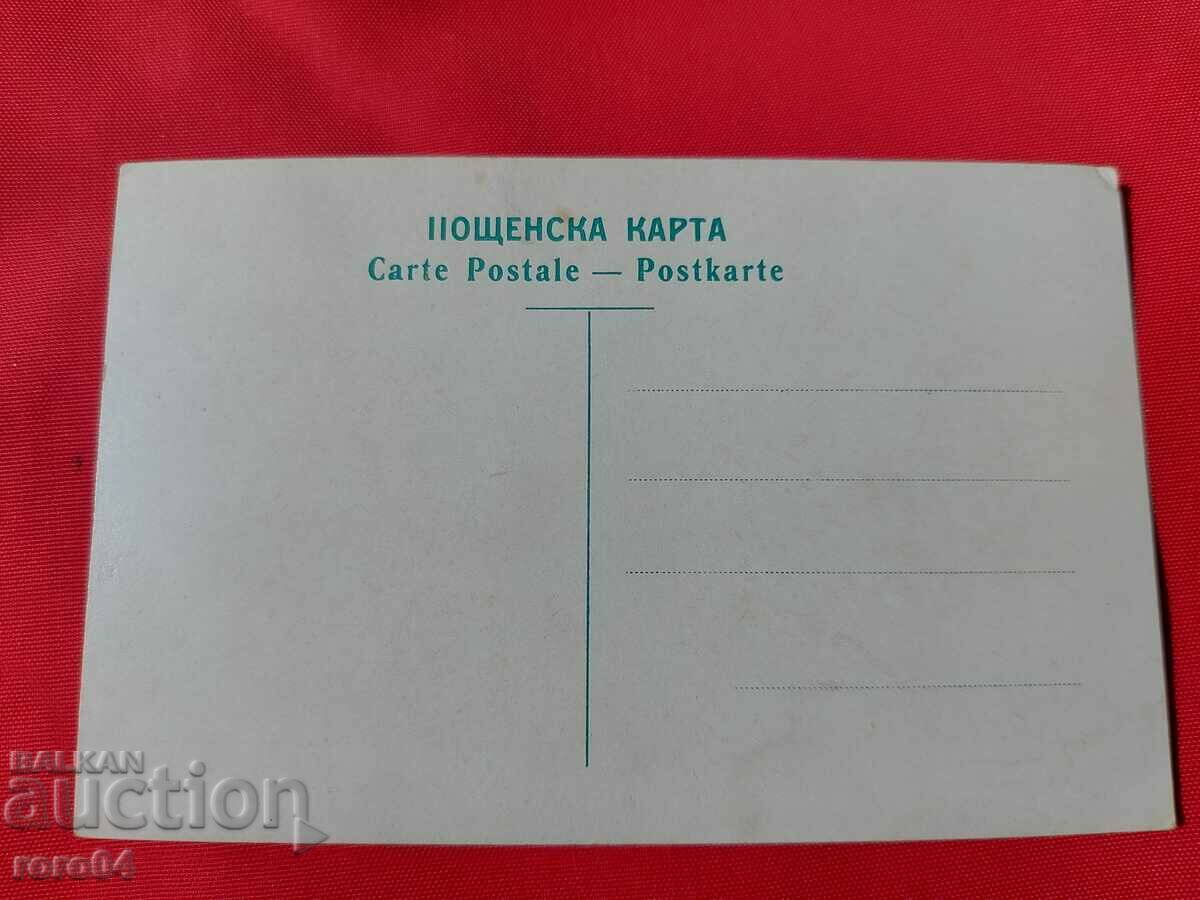 ПОЩЕНСКА КАРТА
Carte Postale — Postkarte
BALKAN
auction
roro04